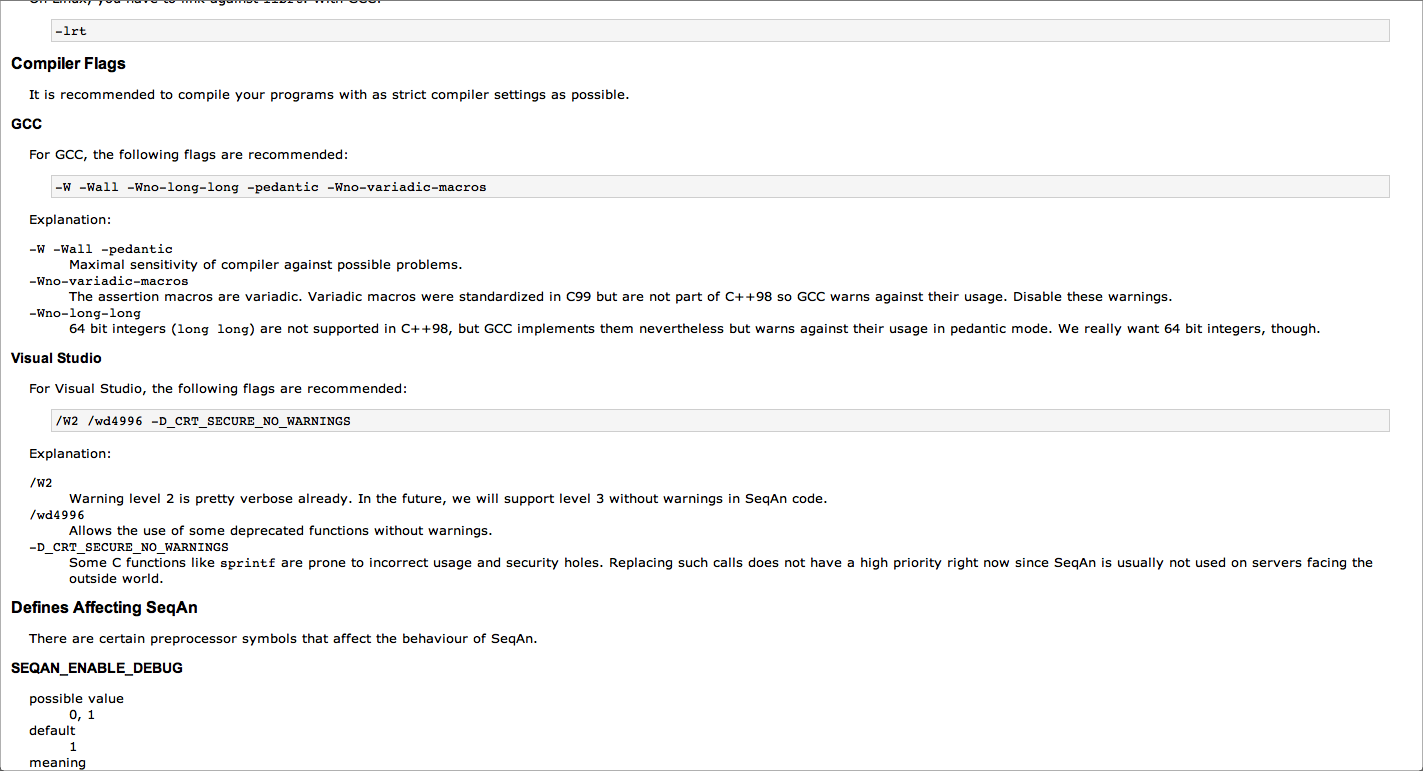 On Linux, you have to link against librt. With GCC:
-lrt
Compiler Flags
It is recommended to compile your programs with as strict compiler settings as possible.
GCC
For GCC, the following flags are recommended:
-W -Wall -Wno-long-long -pedantic -Wno-variadic-macros
Explanation:
-W -Wall -pedantic
Maximal sensitivity of compiler against possible problems.
-Wno-variadic-macros
The assertion macros are variadic. Variadic macros were standardized in C99 but are not part of C++98 so GCC warns against their usage. Disable these warnings.
-Wno-long-long
64 bit integers (long long) are not supported in C++98, but GCC implements them nevertheless but warns against their usage in pedantic mode. We really want 64 bit integers, though.
Visual Studio
For Visual Studio, the following flags are recommended:
/W2 /wd4996 -D_CRT_SECURE_NO_WARNINGS
Explanation:
/W2
Warning level 2 is pretty verbose already. In the future, we will support level 3 without warnings in SeqAn code.
/wd4996
Allows the use of some deprecated functions without warnings.
-D_CRT_SECURE_NO_WARNINGS
Some C functions like sprintf are prone to incorrect usage and security holes. Replacing such calls does not have a high priority right now since SeqAn is usually not used on servers facing the
outside world.
Defines Affecting SeqAn
There are certain preprocessor symbols that affect the behaviour of SeqAn.
SEQAN_ENABLE_DEBUG
possible value
0, 1
default
1
meaning